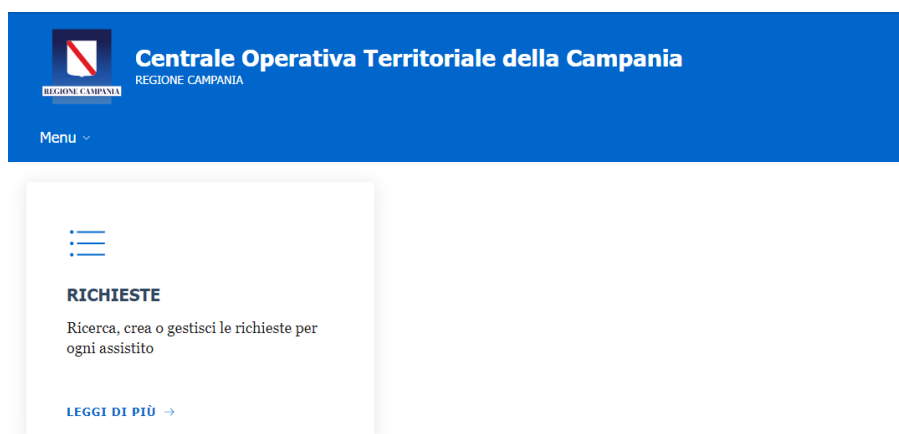 Centrale Operativa Territoriale della Campania
REGIONE CAMPANIA
REGIONE CAMPANIA
Menu
RICHIESTE
Ricerca, crea o gestisci le richieste per
ogni assistito
LEGGI DI PIÙ →